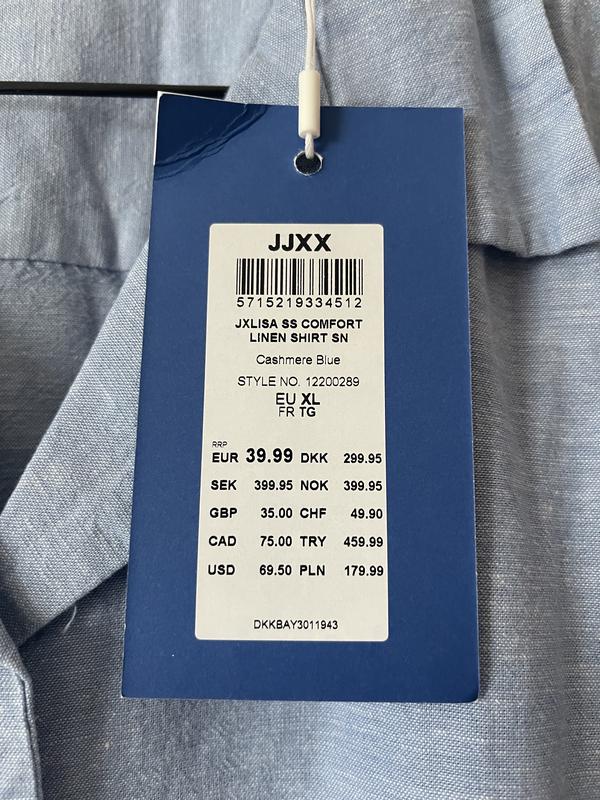 JJXX
5715219334512
JXLISA SS COMFORT
LINEN SHIRT SN
Cashmere Blue
STYLE NO. 12200289
EU XL
FR TG
RRP
EUR 39.99 DKK 299.95
SEK 399.95 NOK 399.95
GBP 35.00 CHF 49.90
CAD 75.00 TRY 459.99
USD 69.50 PLN 179.99
DKKBAY3011943